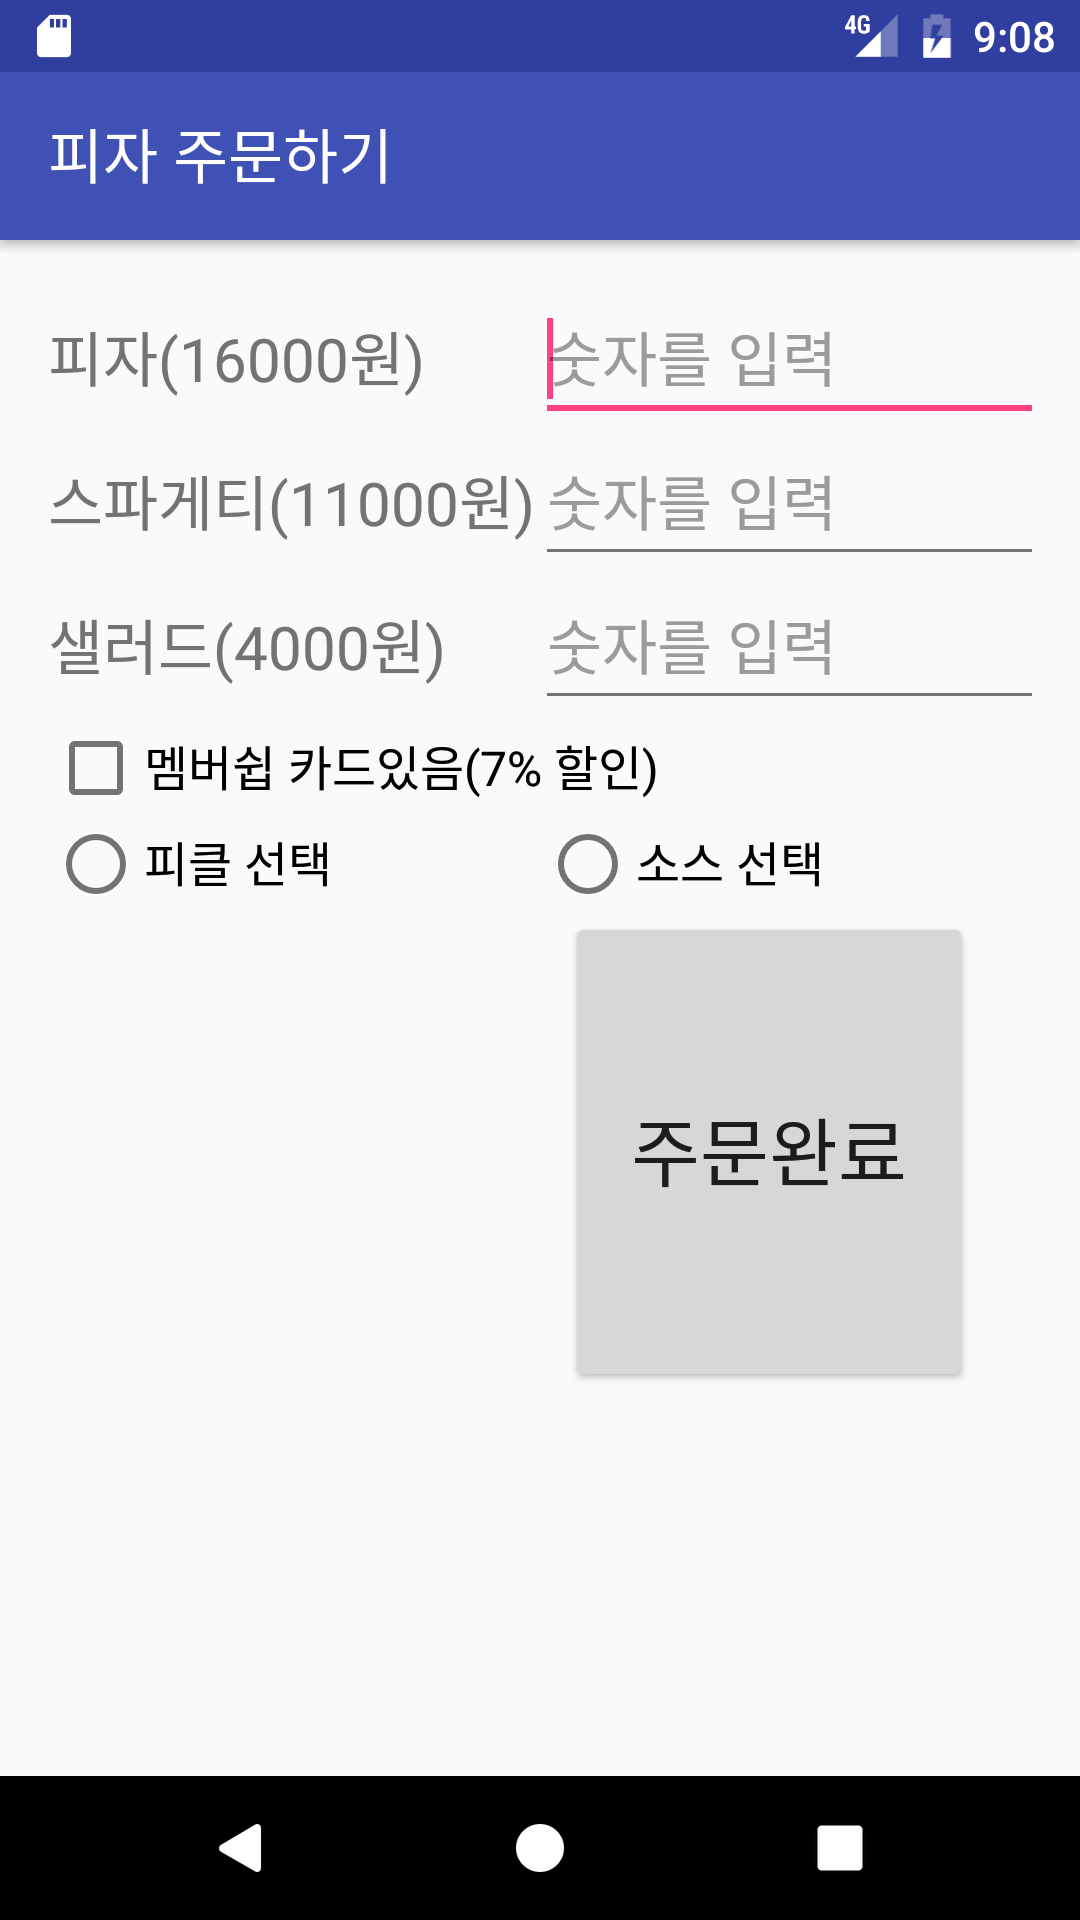 4G 9:08
피자 주문하기
피자(16000원) 숫자를 입력
스파게티(11000원) 숫자를 입력
샐러드(4000원) 숫자를 입력
멤버쉽 카드있음(7% 할인)
피클 선택 소스 선택
주문완료